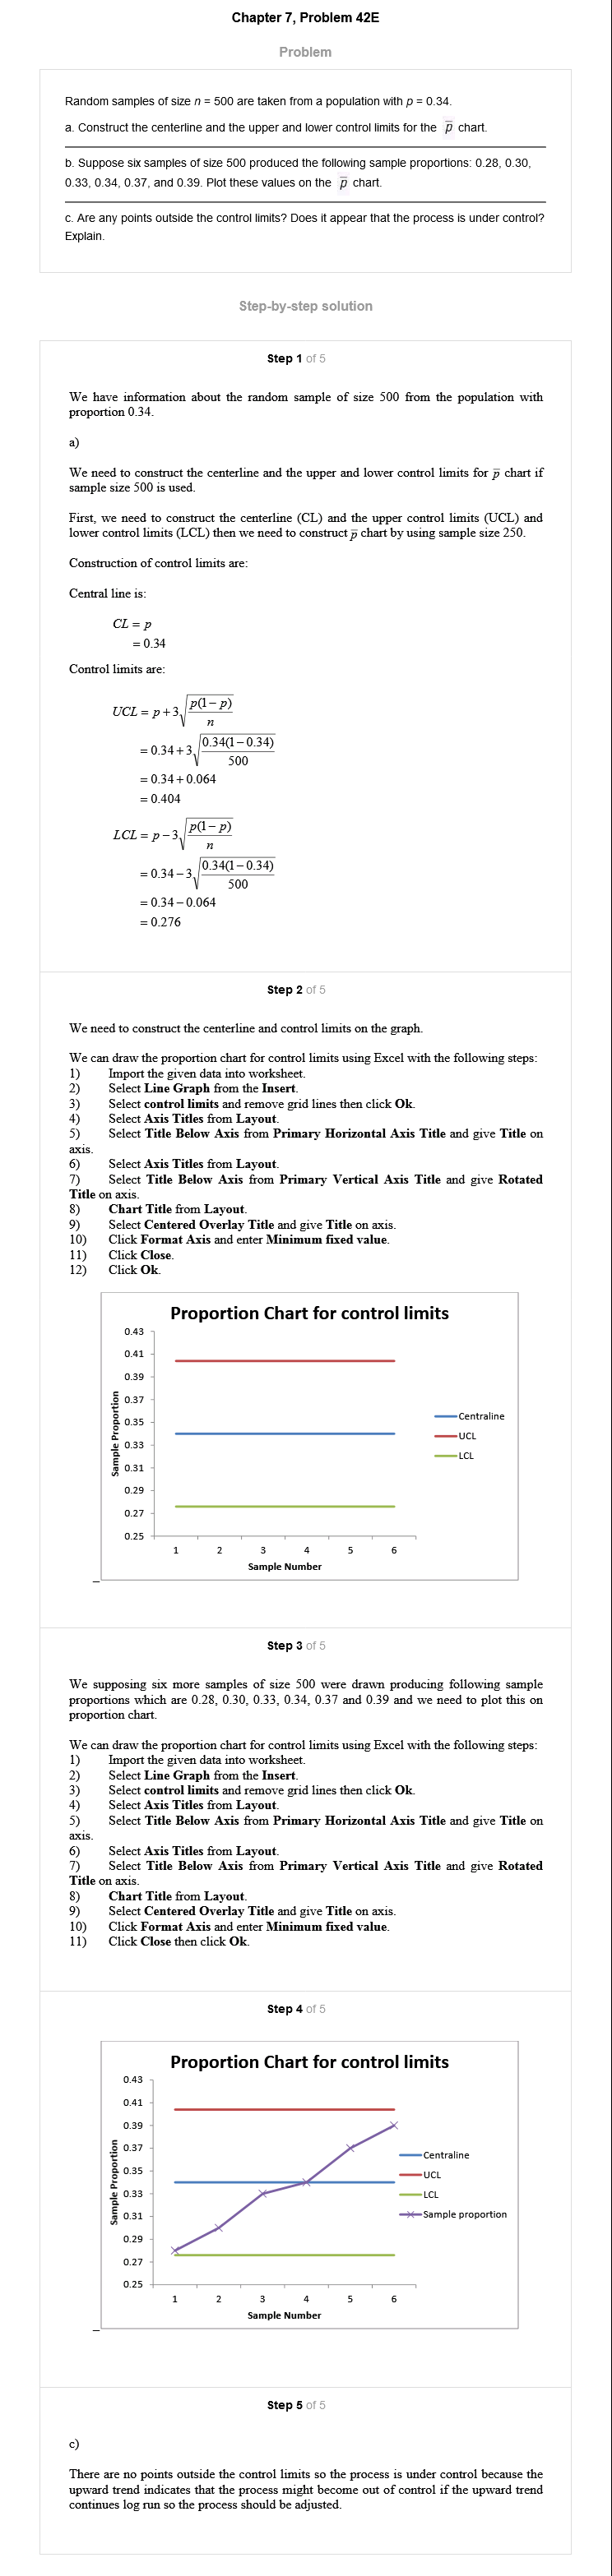 Chapter 7, Problem 42E
Problem
Random samples of size n = 500 are taken from a population with p = 0.34.
a. Construct the centerline and the upper and lower control limits for the p̅ chart.
b. Suppose six samples of size 500 produced the following sample proportions: 0.28, 0.30,
0.33, 0.34, 0.37, and 0.39. Plot these values on the p̅ chart.
c. Are any points outside the control limits? Does it appear that the process is under control?
Explain.
Step-by-step solution
Step 1 of 5
We have information about the random sample of size 500 from the population with
proportion 0.34.
a)
We need to construct the centerline and the upper and lower control limits for p̅ chart if
sample size 500 is used.
First, we need to construct the centerline (CL) and the upper control limits (UCL) and
lower control limits (LCL) then we need to construct p̅ chart by using sample size 250.
Construction of control limits are:
Central line is:
CL = p
= 0.34
Control limits are:
UCL = p + 3√(p(1 − p)/n)
= 0.34 + 3√(0.34(1 − 0.34)/500)
= 0.34 + 0.064
= 0.404
LCL = p − 3√(p(1 − p)/n)
= 0.34 − 3√(0.34(1 − 0.34)/500)
= 0.34 − 0.064
= 0.276
Step 2 of 5
We need to construct the centerline and control limits on the graph.
We can draw the proportion chart for control limits using Excel with the following steps:
1) Import the given data into worksheet.
2) Select Line Graph from the Insert.
3) Select control limits and remove grid lines then click Ok.
4) Select Axis Titles from Layout.
5) Select Title Below Axis from Primary Horizontal Axis Title and give Title on
axis.
6) Select Axis Titles from Layout.
7) Select Title Below Axis from Primary Vertical Axis Title and give Rotated
Title on axis.
8) Chart Title from Layout.
9) Select Centered Overlay Title and give Title on axis.
10) Click Format Axis and enter Minimum fixed value.
11) Click Close.
12) Click Ok.
Proportion Chart for control limits
Sample Proportion
0.43
0.41
0.39
0.37
0.35
0.33
0.31
0.29
0.27
0.25
1 2 3 4 5 6
Sample Number
Centraline
UCL
LCL
Step 3 of 5
We supposing six more samples of size 500 were drawn producing following sample
proportions which are 0.28, 0.30, 0.33, 0.34, 0.37 and 0.39 and we need to plot this on
proportion chart.
We can draw the proportion chart for control limits using Excel with the following steps:
1) Import the given data into worksheet.
2) Select Line Graph from the Insert.
3) Select control limits and remove grid lines then click Ok.
4) Select Axis Titles from Layout.
5) Select Title Below Axis from Primary Horizontal Axis Title and give Title on
axis.
6) Select Axis Titles from Layout.
7) Select Title Below Axis from Primary Vertical Axis Title and give Rotated
Title on axis.
8) Chart Title from Layout.
9) Select Centered Overlay Title and give Title on axis.
10) Click Format Axis and enter Minimum fixed value.
11) Click Close then click Ok.
Step 4 of 5
Proportion Chart for control limits
Sample Proportion
0.43
0.41
0.39
0.37
0.35
0.33
0.31
0.29
0.27
0.25
1 2 3 4 5 6
Sample Number
Centraline
UCL
LCL
Sample proportion
Step 5 of 5
c)
There are no points outside the control limits so the process is under control because the
upward trend indicates that the process might become out of control if the upward trend
continues log run so the process should be adjusted.